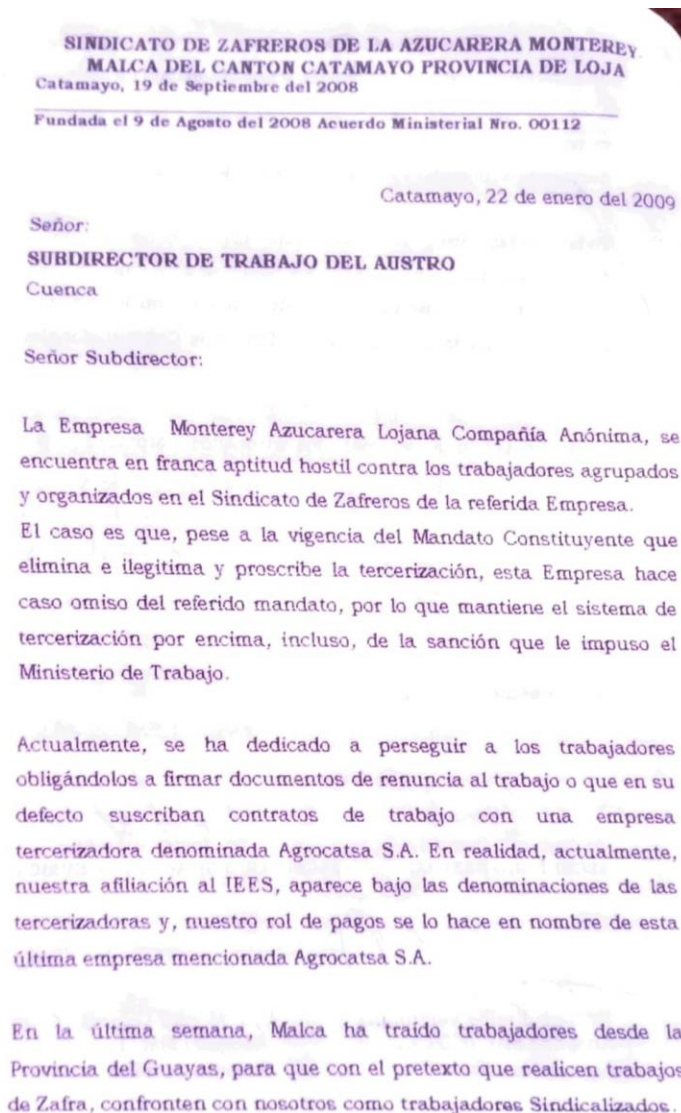 SINDICATO DE ZAFREROS DE LA AZUCARERA MONTEREY
MALCA DEL CANTON CATAMAYO PROVINCIA DE LOJA
Catamayo, 19 de Septiembre del 2008
Fundada el 9 de Agosto del 2008 Acuerdo Ministerial Nro. 00112
Catamayo, 22 de enero del 2009
Señor:
SUBDIRECTOR DE TRABAJO DEL AUSTRO
Cuenca
Señor Subdirector:
La Empresa Monterey Azucarera Lojana Compañía Anónima, se
encuentra en franca aptitud hostil contra los trabajadores agrupados
y organizados en el Sindicato de Zafreros de la referida Empresa.
El caso es que, pese a la vigencia del Mandato Constituyente que
elimina e ilegitima y proscribe la tercerización, esta Empresa hace
caso omiso del referido mandato, por lo que mantiene el sistema de
tercerización por encima, incluso, de la sanción que le impuso el
Ministerio de Trabajo.
Actualmente, se ha dedicado a perseguir a los trabajadores
obligándolos a firmar documentos de renuncia al trabajo o que en su
defecto suscriban contratos de trabajo con una empresa
tercerizadora denominada Agrocatsa S.A. En realidad, actualmente,
nuestra afiliación al IEES, aparece bajo las denominaciones de las
tercerizadoras y, nuestro rol de pagos se lo hace en nombre de esta
última empresa mencionada Agrocatsa S.A.
En la última semana, Malca ha traído trabajadores desde la
Provincia del Guayas, para que con el pretexto que realicen trabajos
de Zafra, confronten con nosotros como trabajadores Sindicalizados,